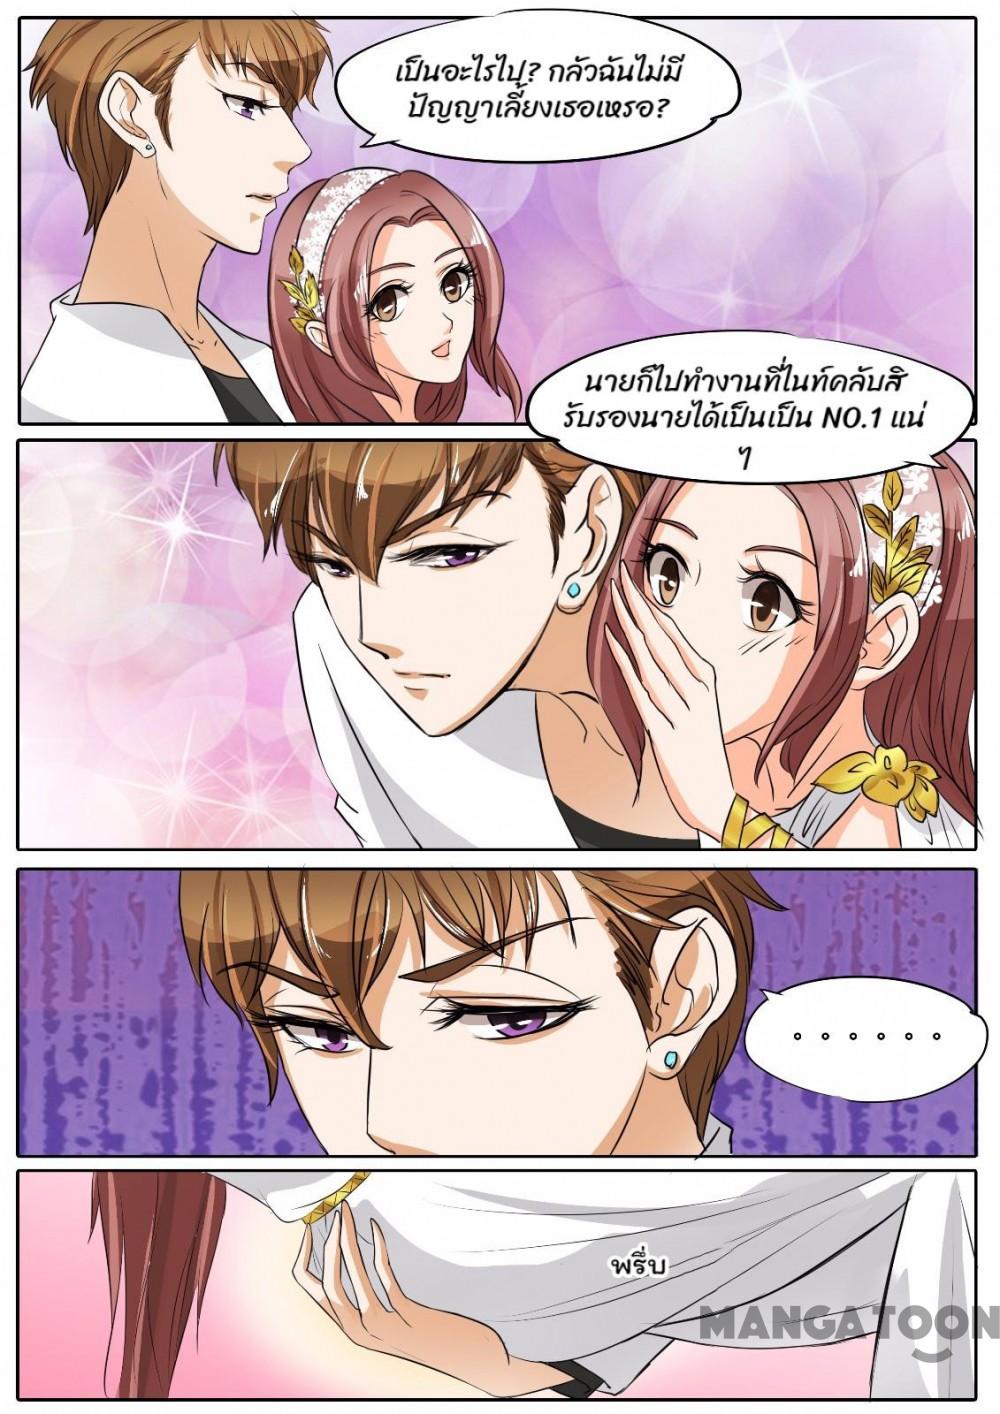 เป็นอะไรไป? กลัวฉันไม่มี
ปัญญาเลี้ยงเธอเหรอ?
นายก็ไปทำงานที่ไนท์คลับสิ
รับรองนายได้เป็นเป็น NO.1 แน่
ๆ
。。。。。。
พรึ่บ
MANGATOON